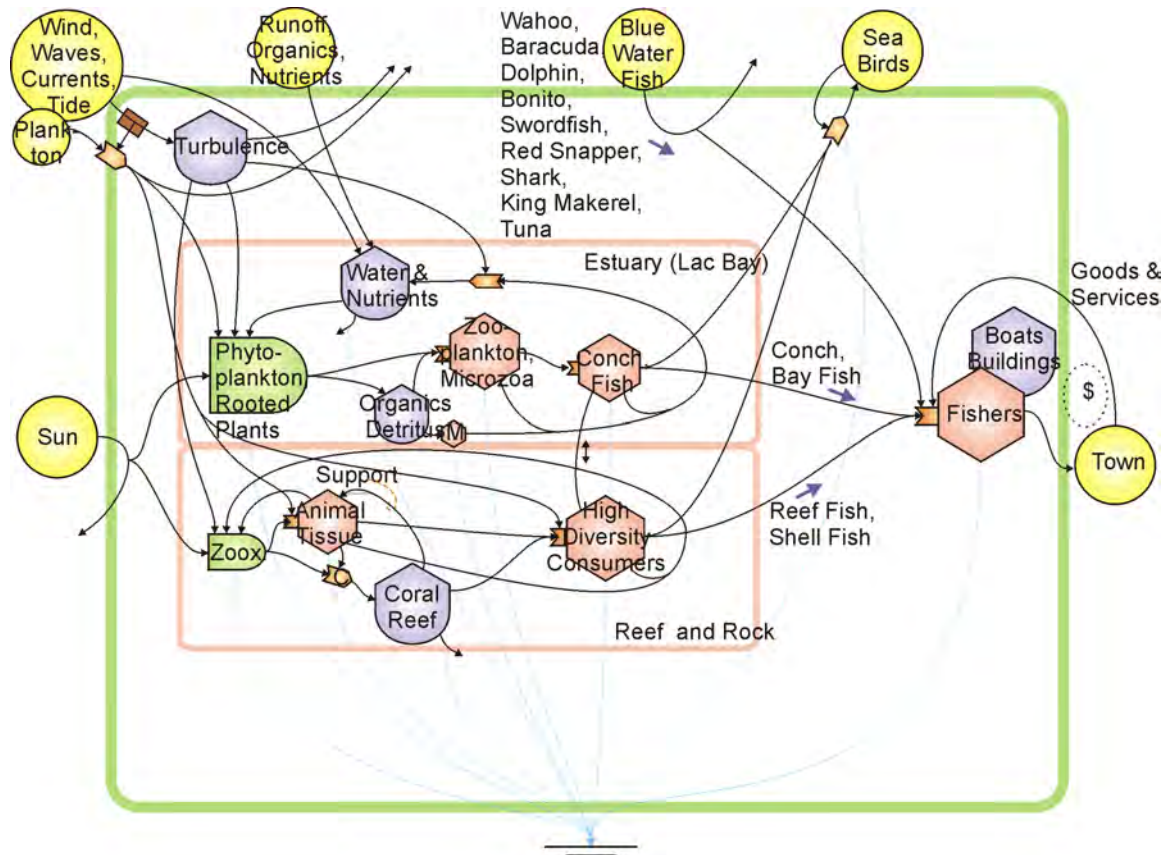 Wind,
Waves,
Currents,
Tide
Plank-
ton
Runoff,
Organics,
Nutrients
Wahoo,
Baracuda,
Dolphin,
Bonito,
Swordfish,
Red Snapper,
Shark,
King Makerel,
Tuna
Blue
Water
Fish
Sea
Birds
Turbulence
Estuary (Lac Bay)
Water &
Nutrients
Goods &
Services
Boats
Buildings
Phyto-
plankton
Rooted
Plants
Zoo-
plankton,
Microzoa
Conch
Fish
Conch,
Bay Fish
Organics
Detritus
M
Fishers
$
Sun
Town
Support
Animal
Tissue
High
Diversity
Consumers
Reef Fish,
Shell Fish
Zoox
Coral
Reef
Reef and Rock